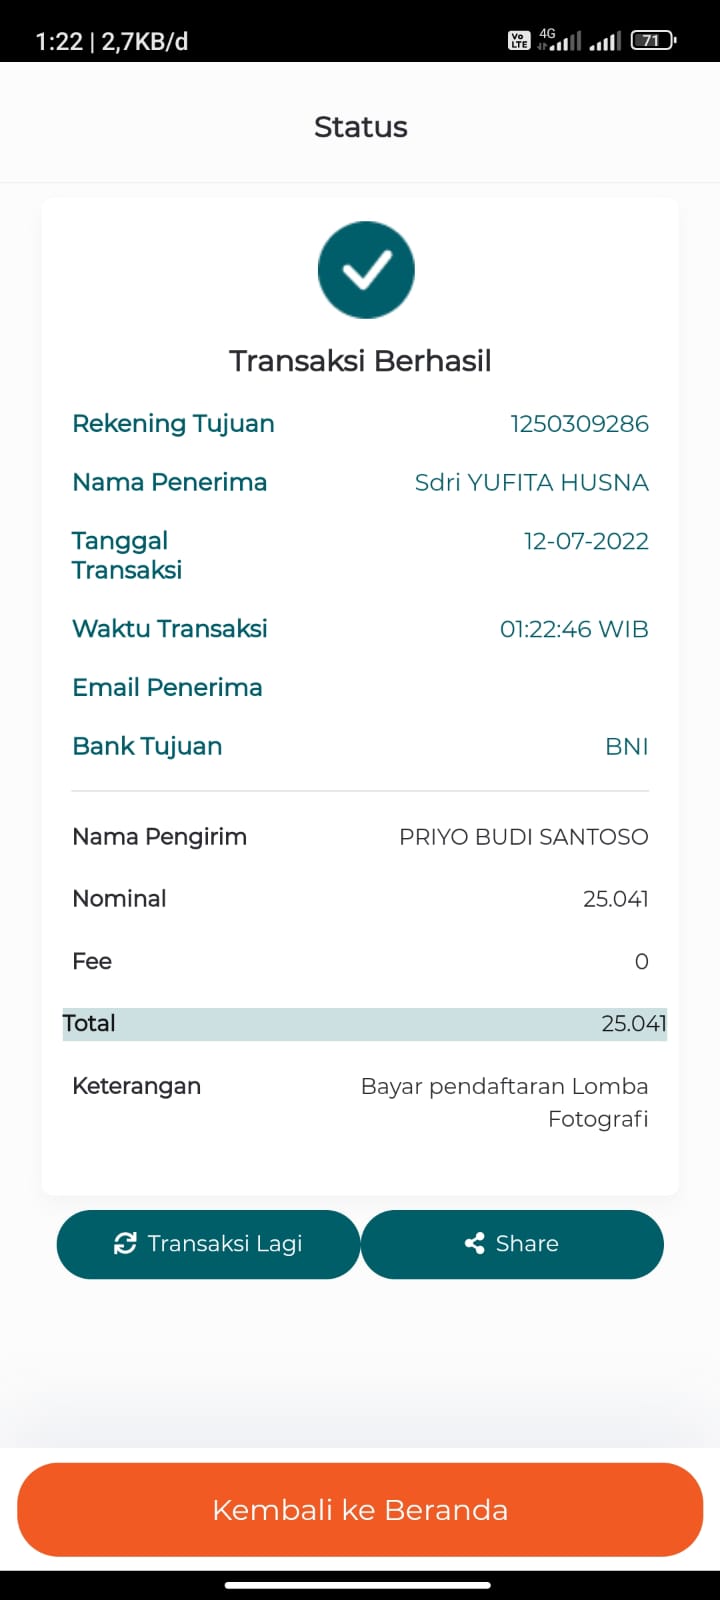 1:22 | 2,7KB/d
Vo LTE 4G 71
Status
Transaksi Berhasil
Rekening Tujuan 1250309286
Nama Penerima Sdri YUFITA HUSNA
Tanggal Transaksi 12-07-2022
Waktu Transaksi 01:22:46 WIB
Email Penerima
Bank Tujuan BNI
Nama Pengirim PRIYO BUDI SANTOSO
Nominal 25.041
Fee 0
Total 25.041
Keterangan Bayar pendaftaran Lomba
Fotografi
Transaksi Lagi Share
Kembali ke Beranda